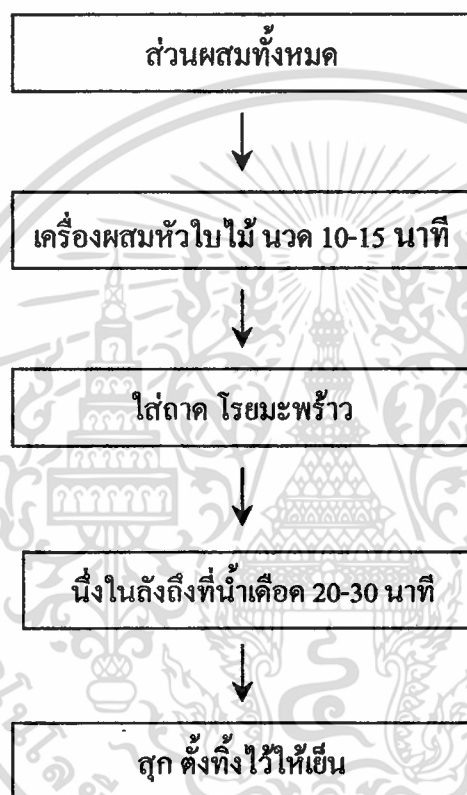 ส่วนผสมทั้งหมด
เครื่องผสมหัวใบไม้ นวด 10-15 นาที
ใส่ถาด โรยมะพร้าว
นึ่งในลังถึงที่น้ำเดือด 20-30 นาที
สุก ตั้งทิ้งไว้ให้เย็น